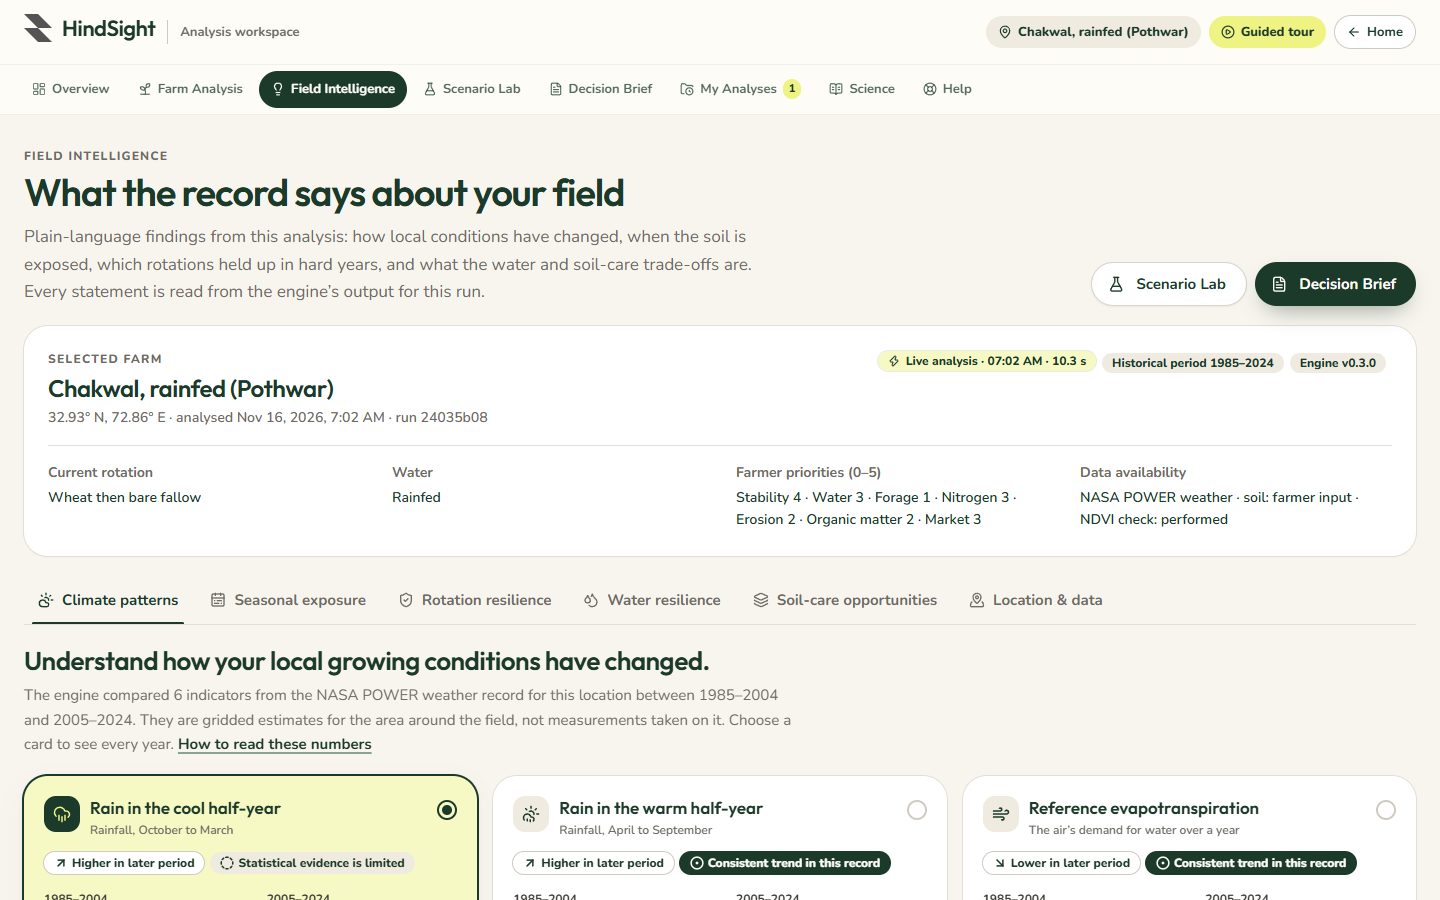 HindSight
Analysis workspace
Chakwal, rainfed (Pothwar)
Guided tour
Home
Overview
Farm Analysis
Field Intelligence
Scenario Lab
Decision Brief
My Analyses 1
Science
Help
FIELD INTELLIGENCE
What the record says about your field
Plain-language findings from this analysis: how local conditions have changed, when the soil is
exposed, which rotations held up in hard years, and what the water and soil-care trade-offs are.
Every statement is read from the engine’s output for this run.
Scenario Lab
Decision Brief
SELECTED FARM
Live analysis · 07:02 AM · 10.3 s
Historical period 1985–2024
Engine v0.3.0
Chakwal, rainfed (Pothwar)
32.93° N, 72.86° E · analysed Nov 16, 2026, 7:02 AM · run 24035b08
Current rotation
Wheat then bare fallow
Water
Rainfed
Farmer priorities (0–5)
Stability 4 · Water 3 · Forage 1 · Nitrogen 3 ·
Erosion 2 · Organic matter 2 · Market 3
Data availability
NASA POWER weather · soil: farmer input ·
NDVI check: performed
Climate patterns
Seasonal exposure
Rotation resilience
Water resilience
Soil-care opportunities
Location & data
Understand how your local growing conditions have changed.
The engine compared 6 indicators from the NASA POWER weather record for this location between 1985–2004
and 2005–2024. They are gridded estimates for the area around the field, not measurements taken on it. Choose a
card to see every year. How to read these numbers
Rain in the cool half-year
Rainfall, October to March
Higher in later period
Statistical evidence is limited
1985–2004
2005–2024
Rain in the warm half-year
Rainfall, April to September
Higher in later period
Consistent trend in this record
1985–2004
2005–2024
Reference evapotranspiration
The air’s demand for water over a year
Lower in later period
Consistent trend in this record
1985–2004
2005–2024